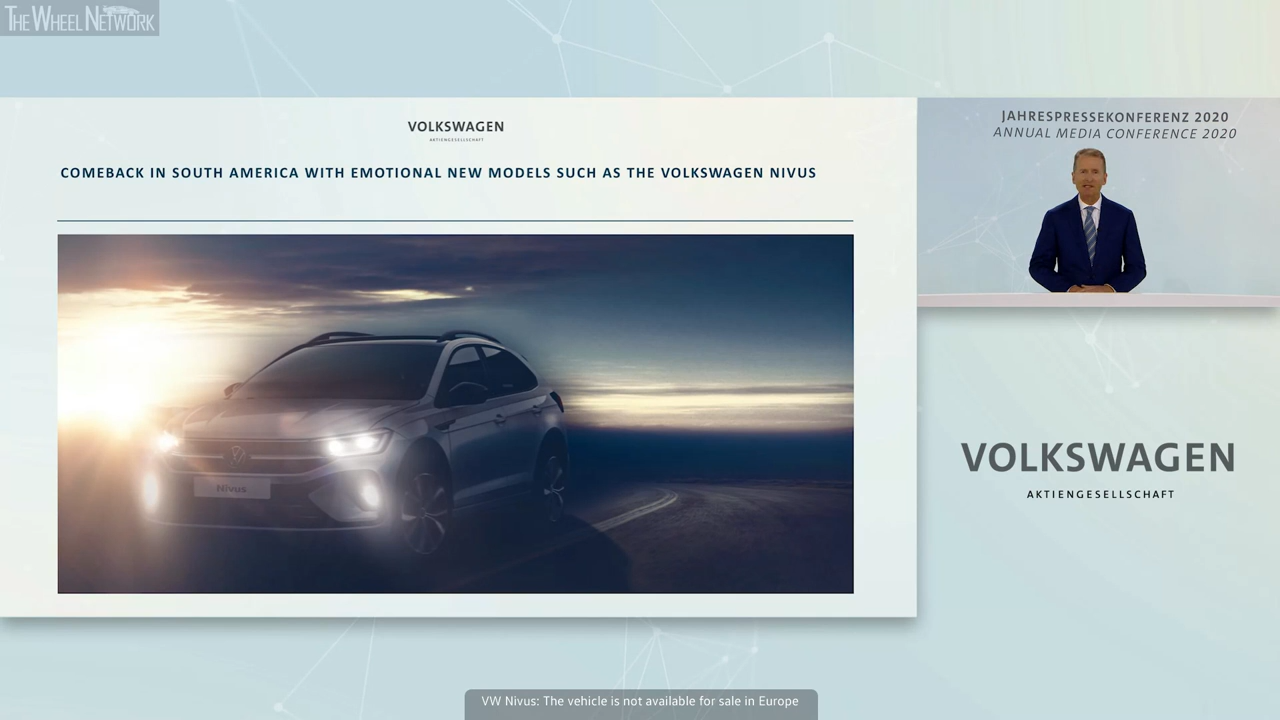 THE WHEEL NETWORK
VOLKSWAGEN
AKTIENGESELLSCHAFT
COMEBACK IN SOUTH AMERICA WITH EMOTIONAL NEW MODELS SUCH AS THE VOLKSWAGEN NIVUS
Nivus
JAHRESPRESSEKONFERENZ 2020
ANNUAL MEDIA CONFERENCE 2020
VOLKSWAGEN
AKTIENGESELLSCHAFT
VW Nivus: The vehicle is not available for sale in Europe